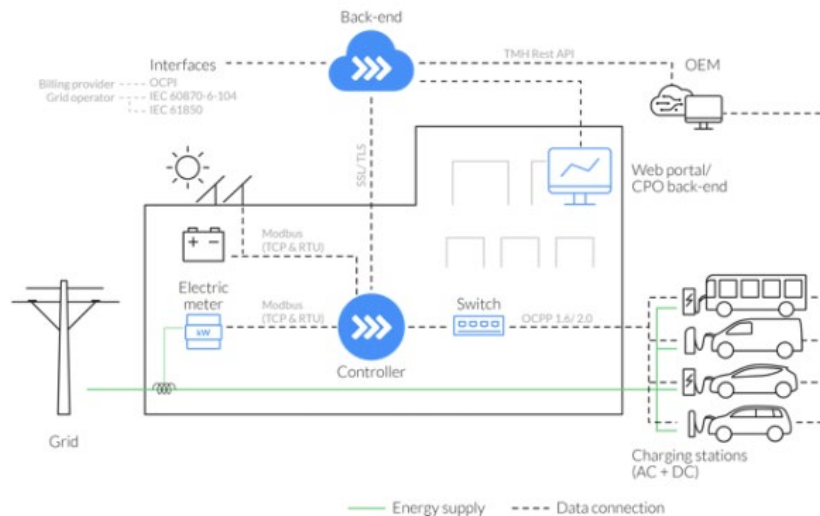 Back-end
TMH Rest API
Interfaces
OEM
Billing provider
OCPI
Grid operator
IEC 60870-6-104
IEC 61850
SSL/ TLS
Web portal/
CPO back-end
Modbus
(TCP & RTU)
Electric
meter
Modbus
(TCP & RTU)
Switch
kW
OCPP 1.6/ 2.0
Controller
Grid
Charging stations
(AC + DC)
Energy supply
Data connection